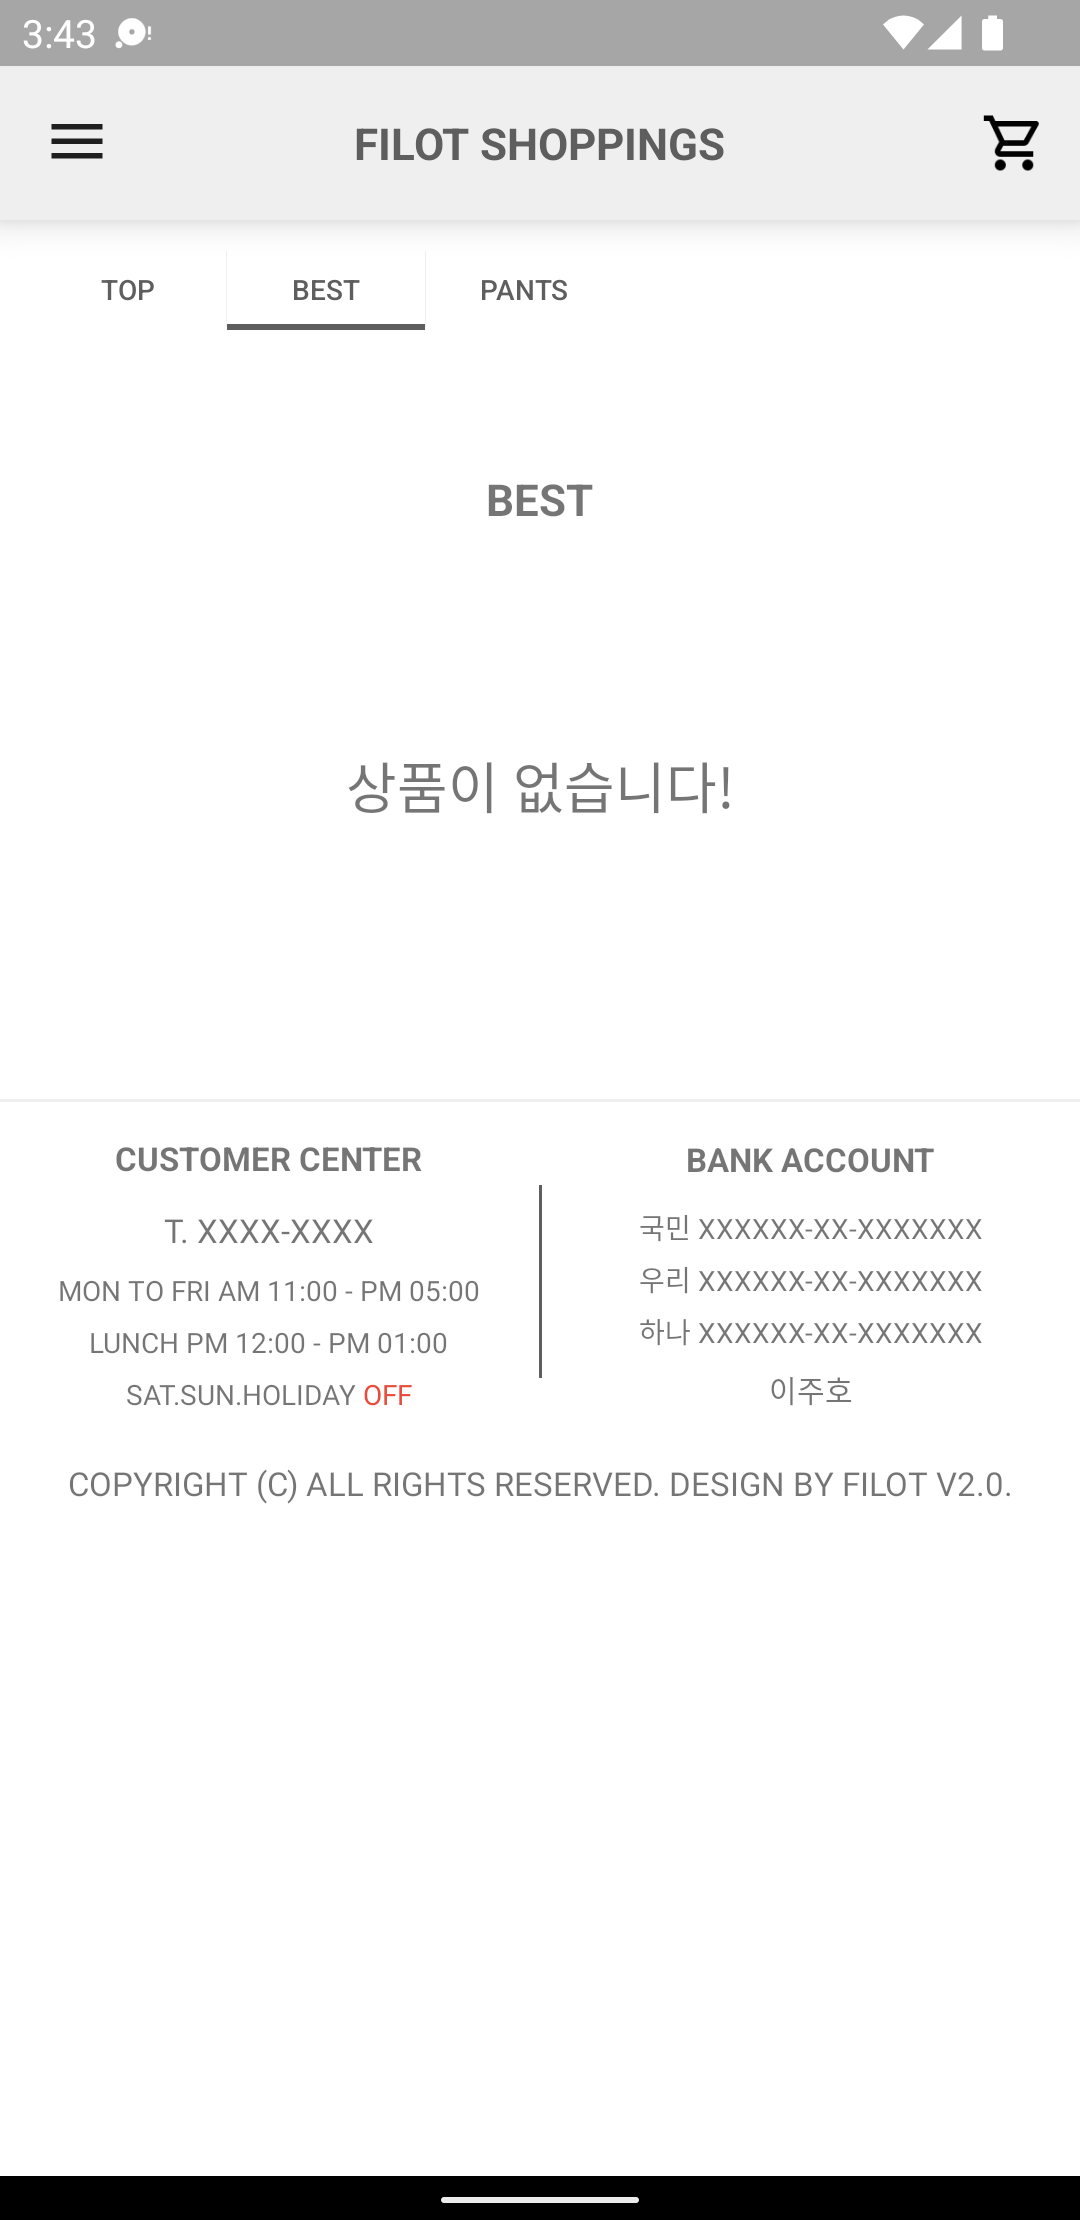 3:43
FILOT SHOPPINGS
TOP BEST PANTS
BEST
상품이 없습니다!
CUSTOMER CENTER
T. XXXX-XXXX
MON TO FRI AM 11:00 - PM 05:00
LUNCH PM 12:00 - PM 01:00
SAT.SUN.HOLIDAY OFF
BANK ACCOUNT
국민 XXXXXX-XX-XXXXXXX
우리 XXXXXX-XX-XXXXXXX
하나 XXXXXX-XX-XXXXXXX
이주호
COPYRIGHT (C) ALL RIGHTS RESERVED. DESIGN BY FILOT V2.0.